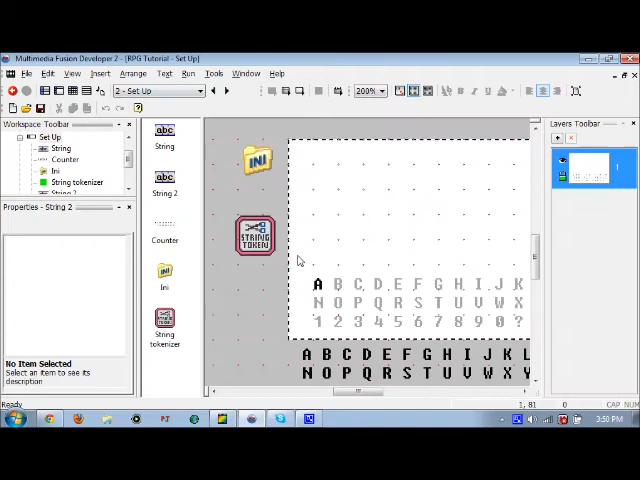 Multimedia Fusion Developer 2 - [RPG Tutorial - Set Up]
File Edit View Insert Arrange Text Run Tools Window Help
2 - Set Up
200%
Workspace Toolbar
Set Up
String
Counter
Ini
String tokenizer
String 2
Properties - String 2
No Item Selected
Select an item to see its
description
abc
String
abc
String 2
Counter
INI
Ini
String
tokenizer
INI
STRING
TOKEN
A B C D E F G H I J K
N O P Q R S T U V W X
1 2 3 4 5 6 7 8 9 0 ?
A B C D E F G H I J K L
N O P Q R S T U V W X Y
Layers Toolbar
1
Ready
1, 81
0
CAP NUM
3:50 PM